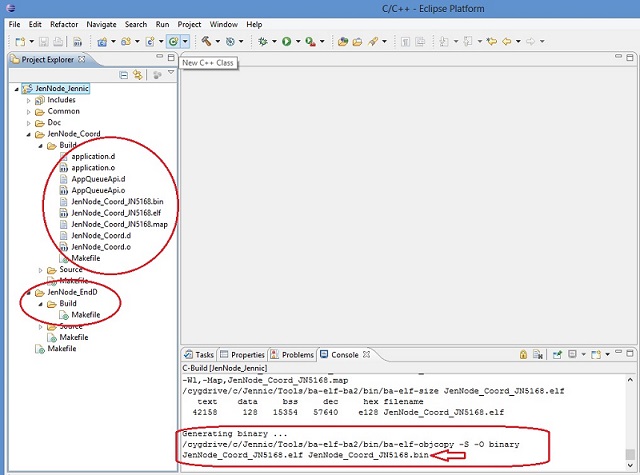 C/C++ - Eclipse Platform
File Edit Refactor Navigate Search Run Project Window Help
Project Explorer
New C++ Class
JenNode_Jennic
Includes
Common
Doc
JenNode_Coord
Build
application.d
application.o
AppQueueApi.d
AppQueueApi.o
JenNode_Coord_JN5168.bin
JenNode_Coord_JN5168.elf
JenNode_Coord_JN5168.map
JenNode_Coord.d
JenNode_Coord.o
Makefile
Source
Makefile
JenNode_EndD
Build
Makefile
Source
Makefile
Makefile
Tasks Properties Problems Console
C-Build [JenNode_Jennic]
-Wl,-Map,JenNode_Coord_JN5168.map
/cygdrive/c/Jennic/Tools/ba-elf-ba2/bin/ba-elf-size JenNode_Coord_JN5168.elf
text data bss dec hex filename
42158 128 15354 57640 e128 JenNode_Coord_JN5168.elf
Generating binary ...
/cygdrive/c/Jennic/Tools/ba-elf-ba2/bin/ba-elf-objcopy -S -O binary
JenNode_Coord_JN5168.elf JenNode_Coord_JN5168.bin